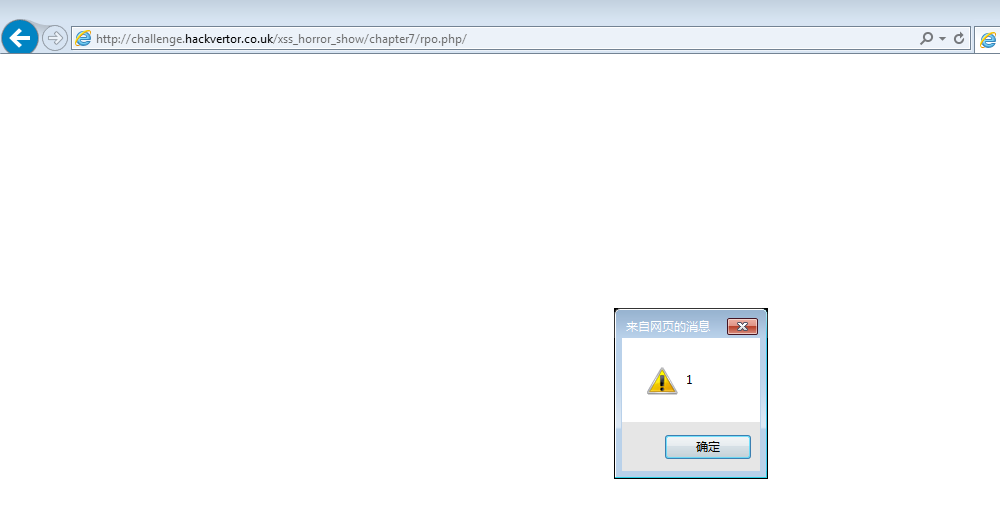 http://challenge.hackvertor.co.uk/xss_horror_show/chapter7/rpo.php/
来自网页的消息
1
确定